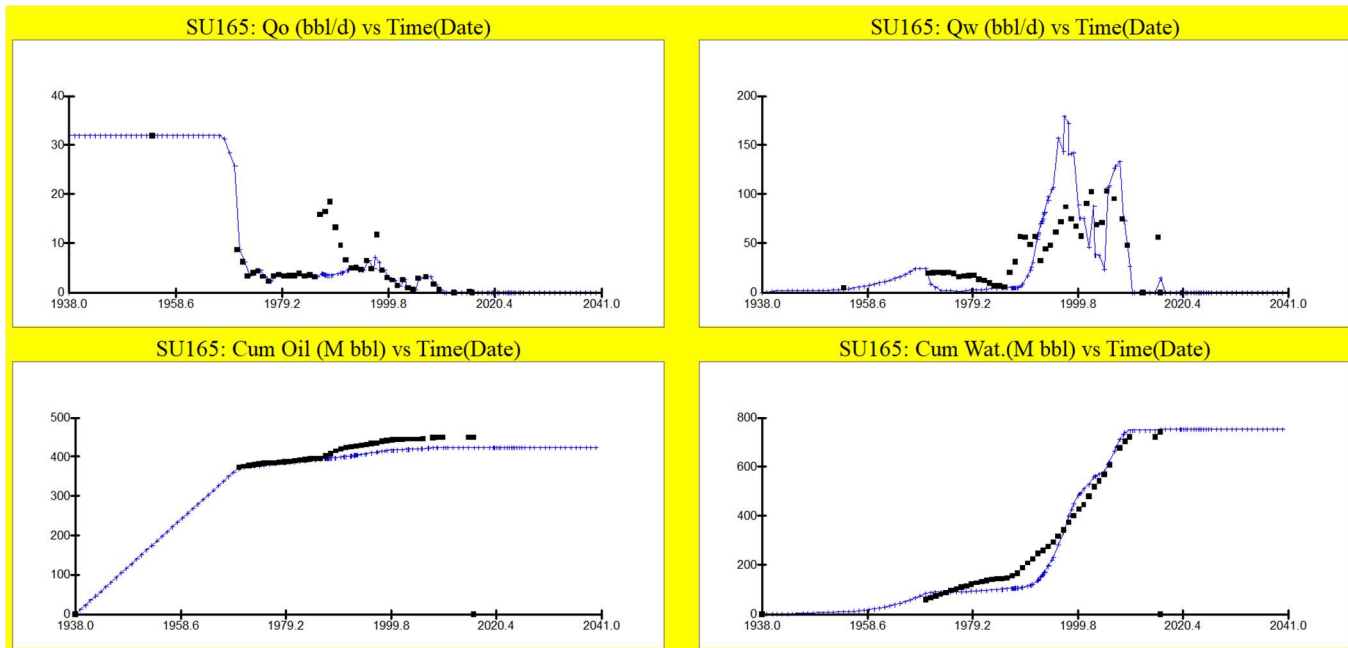 SU165: Qo (bbl/d) vs Time(Date)
40
30
20
10
0
1938.0 1958.6 1979.2 1999.8 2020.4 2041.0
SU165: Qw (bbl/d) vs Time(Date)
200
150
100
50
0
1938.0 1958.6 1979.2 1999.8 2020.4 2041.0
SU165: Cum Oil (M bbl) vs Time(Date)
500
400
300
200
100
0
1938.0 1958.6 1979.2 1999.8 2020.4 2041.0
SU165: Cum Wat.(M bbl) vs Time(Date)
800
600
400
200
0
1938.0 1958.6 1979.2 1999.8 2020.4 2041.0